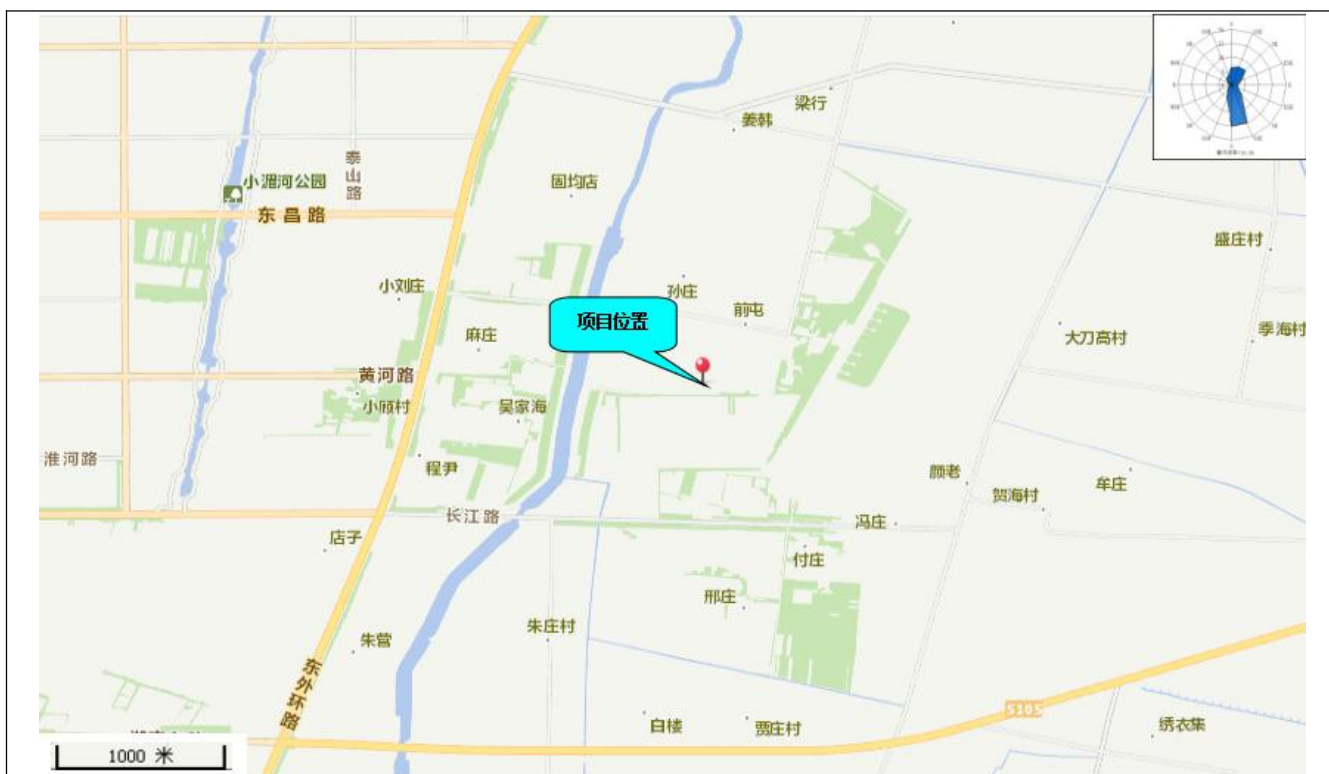 梁行
姜韩
泰山路
小湄河公园
固均店
东昌路
盛庄村
小刘庄
孙庄
前屯
项目位置
季海村
大刀高村
麻庄
黄河路
小顾村
吴家海
淮河路
程尹
颜老
牟庄
贺海村
长江路
冯庄
店子
付庄
邢庄
朱庄村
朱营
东外环路
S105
白楼
贾庄村
绣衣集
1000 米